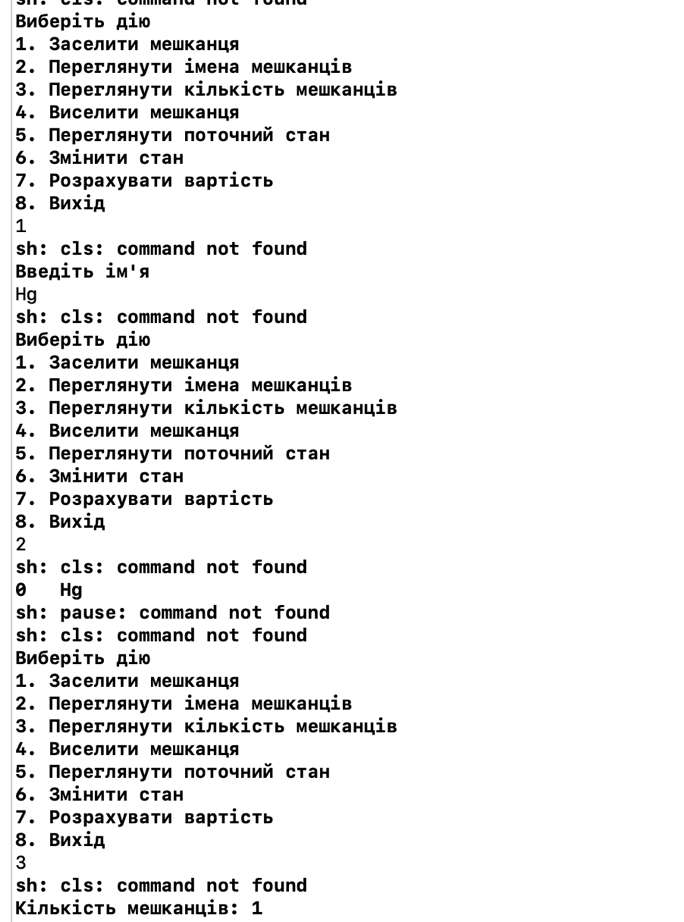 sh: cls: command not found
Виберіть дію
1. Заселити мешканця
2. Переглянути імена мешканців
3. Переглянути кількість мешканців
4. Виселити мешканця
5. Переглянути поточний стан
6. Змінити стан
7. Розрахувати вартість
8. Вихід
1
sh: cls: command not found
Введіть ім'я
Hg
sh: cls: command not found
Виберіть дію
1. Заселити мешканця
2. Переглянути імена мешканців
3. Переглянути кількість мешканців
4. Виселити мешканця
5. Переглянути поточний стан
6. Змінити стан
7. Розрахувати вартість
8. Вихід
2
sh: cls: command not found
0   Hg
sh: pause: command not found
sh: cls: command not found
Виберіть дію
1. Заселити мешканця
2. Переглянути імена мешканців
3. Переглянути кількість мешканців
4. Виселити мешканця
5. Переглянути поточний стан
6. Змінити стан
7. Розрахувати вартість
8. Вихід
3
sh: cls: command not found
Кількість мешканців: 1